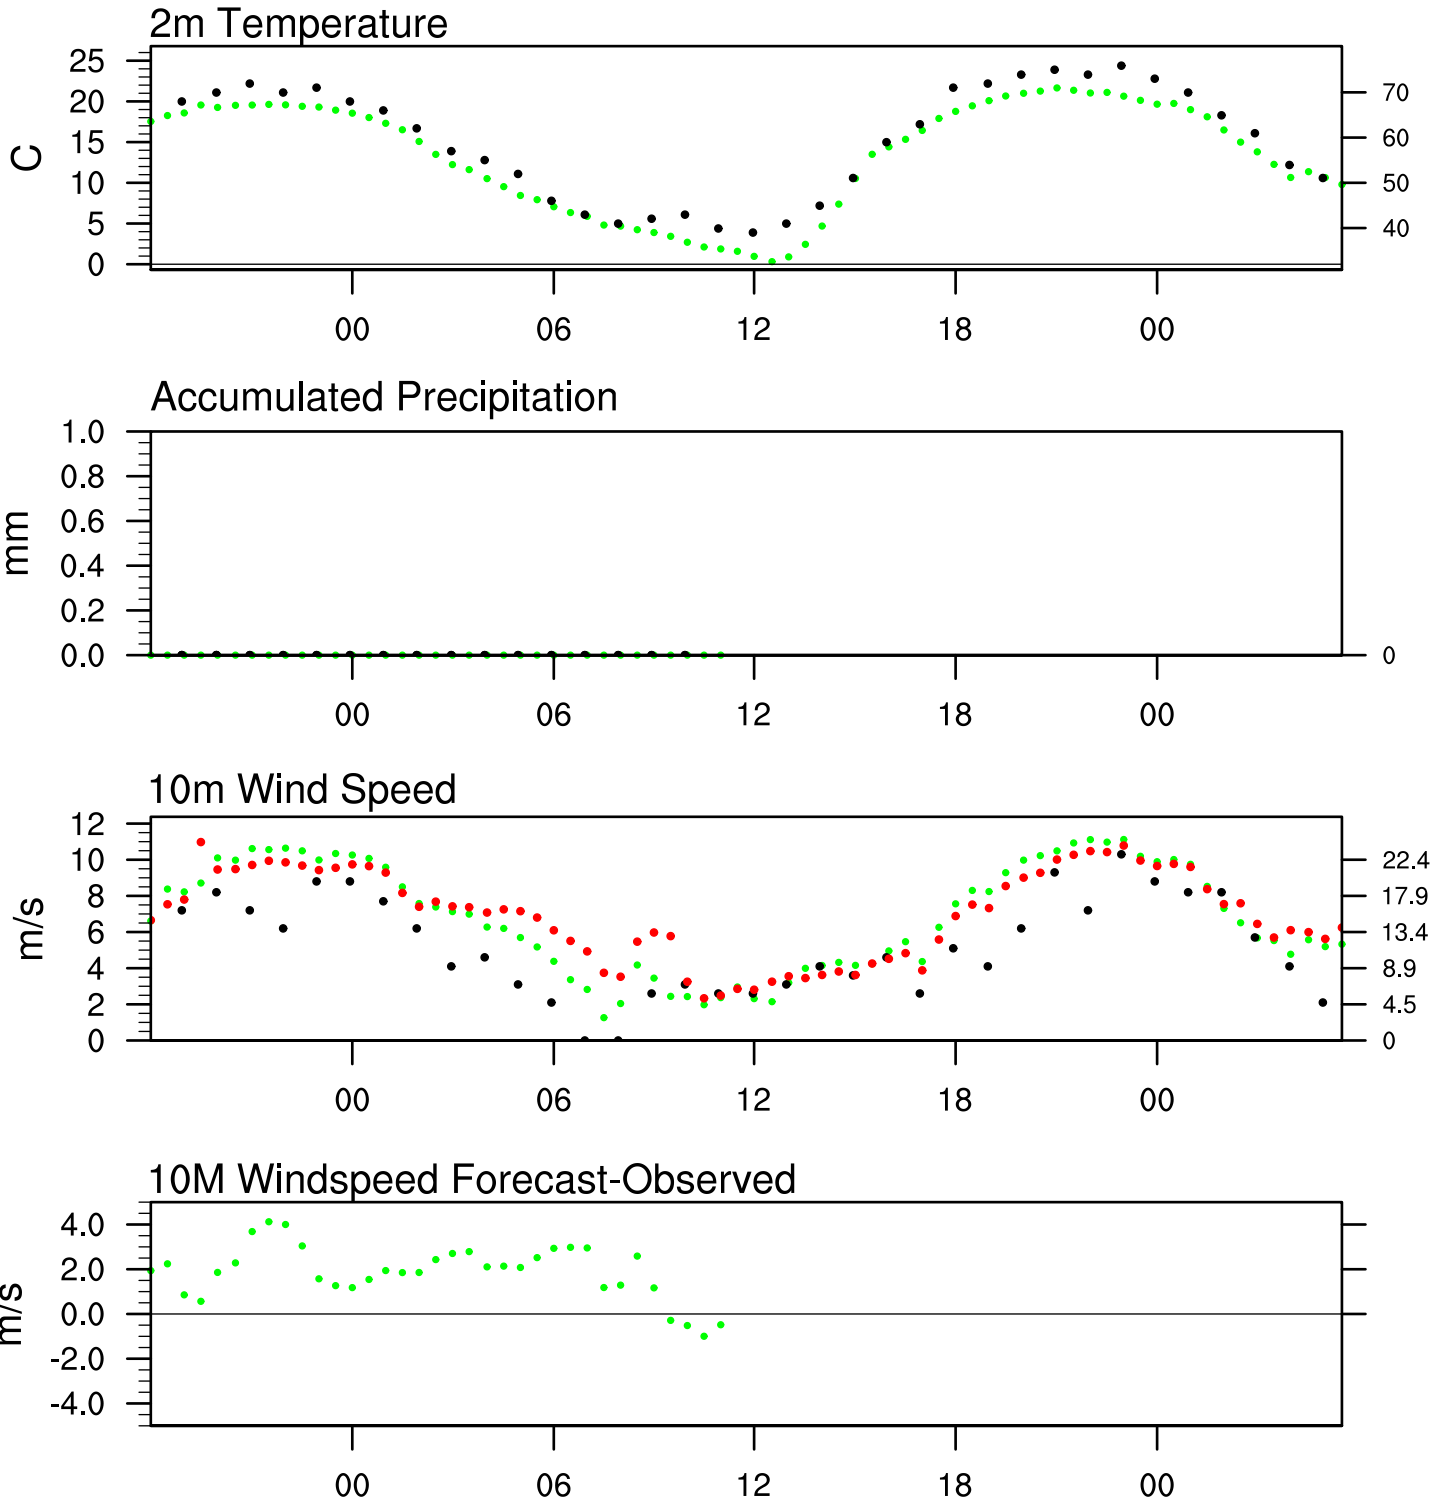 2m Temperature
25
20
15
10
5
0
C
70
60
50
40
00 06 12 18 00
Accumulated Precipitation
1.0
0.8
0.6
0.4
0.2
0.0
mm
0
00 06 12 18 00
10m Wind Speed
12
10
8
6
4
2
0
m/s
22.4
17.9
13.4
8.9
4.5
0
00 06 12 18 00
10M Windspeed Forecast-Observed
4.0
2.0
0.0
-2.0
-4.0
m/s
00 06 12 18 00